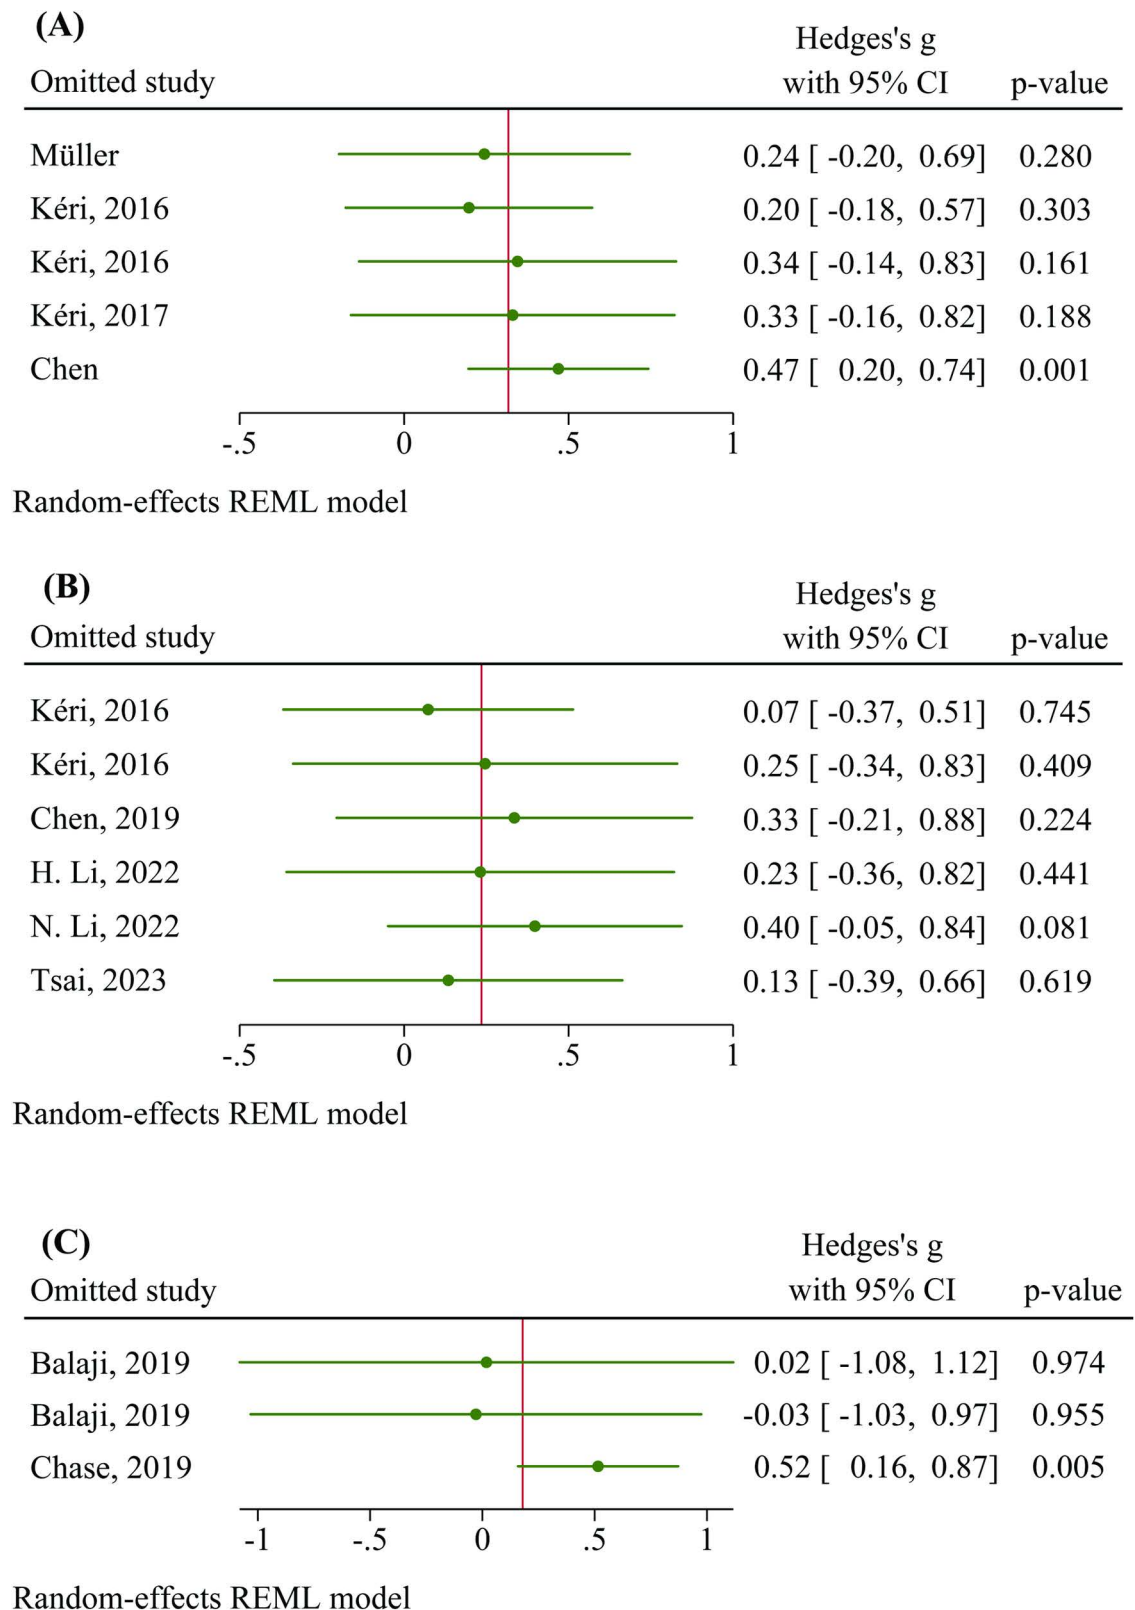 (A)
Hedges's g
Omitted study with 95% CI p-value
Müller 0.24 [ -0.20, 0.69] 0.280
Kéri, 2016 0.20 [ -0.18, 0.57] 0.303
Kéri, 2016 0.34 [ -0.14, 0.83] 0.161
Kéri, 2017 0.33 [ -0.16, 0.82] 0.188
Chen 0.47 [ 0.20, 0.74] 0.001
-.5 0 .5 1
Random-effects REML model
(B)
Hedges's g
Omitted study with 95% CI p-value
Kéri, 2016 0.07 [ -0.37, 0.51] 0.745
Kéri, 2016 0.25 [ -0.34, 0.83] 0.409
Chen, 2019 0.33 [ -0.21, 0.88] 0.224
H. Li, 2022 0.23 [ -0.36, 0.82] 0.441
N. Li, 2022 0.40 [ -0.05, 0.84] 0.081
Tsai, 2023 0.13 [ -0.39, 0.66] 0.619
-.5 0 .5 1
Random-effects REML model
(C)
Hedges's g
Omitted study with 95% CI p-value
Balaji, 2019 0.02 [ -1.08, 1.12] 0.974
Balaji, 2019 -0.03 [ -1.03, 0.97] 0.955
Chase, 2019 0.52 [ 0.16, 0.87] 0.005
-1 -.5 0 .5 1
Random-effects REML model